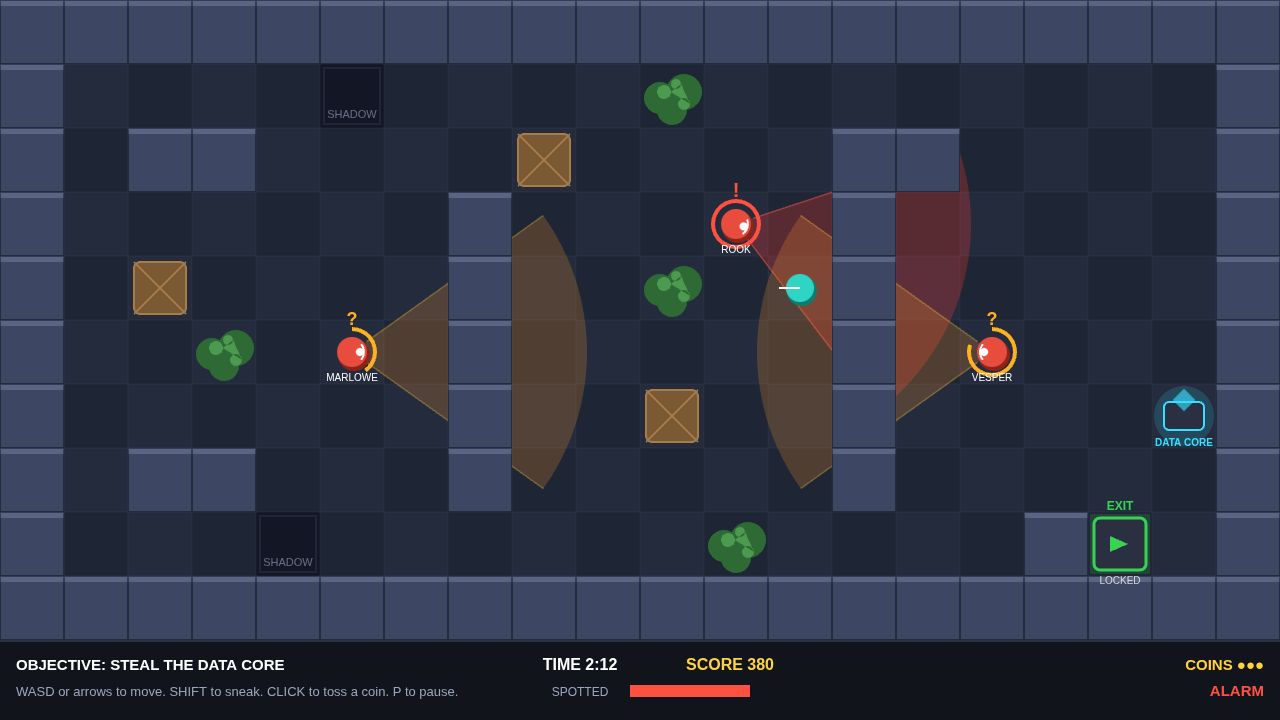 SHADOW
!
ROOK
?
MARLOWE
?
VESPER
DATA CORE
EXIT
LOCKED
SHADOW
OBJECTIVE: STEAL THE DATA CORE
TIME 2:12
SCORE 380
COINS ●●●
WASD or arrows to move. SHIFT to sneak. CLICK to toss a coin. P to pause.
SPOTTED
ALARM